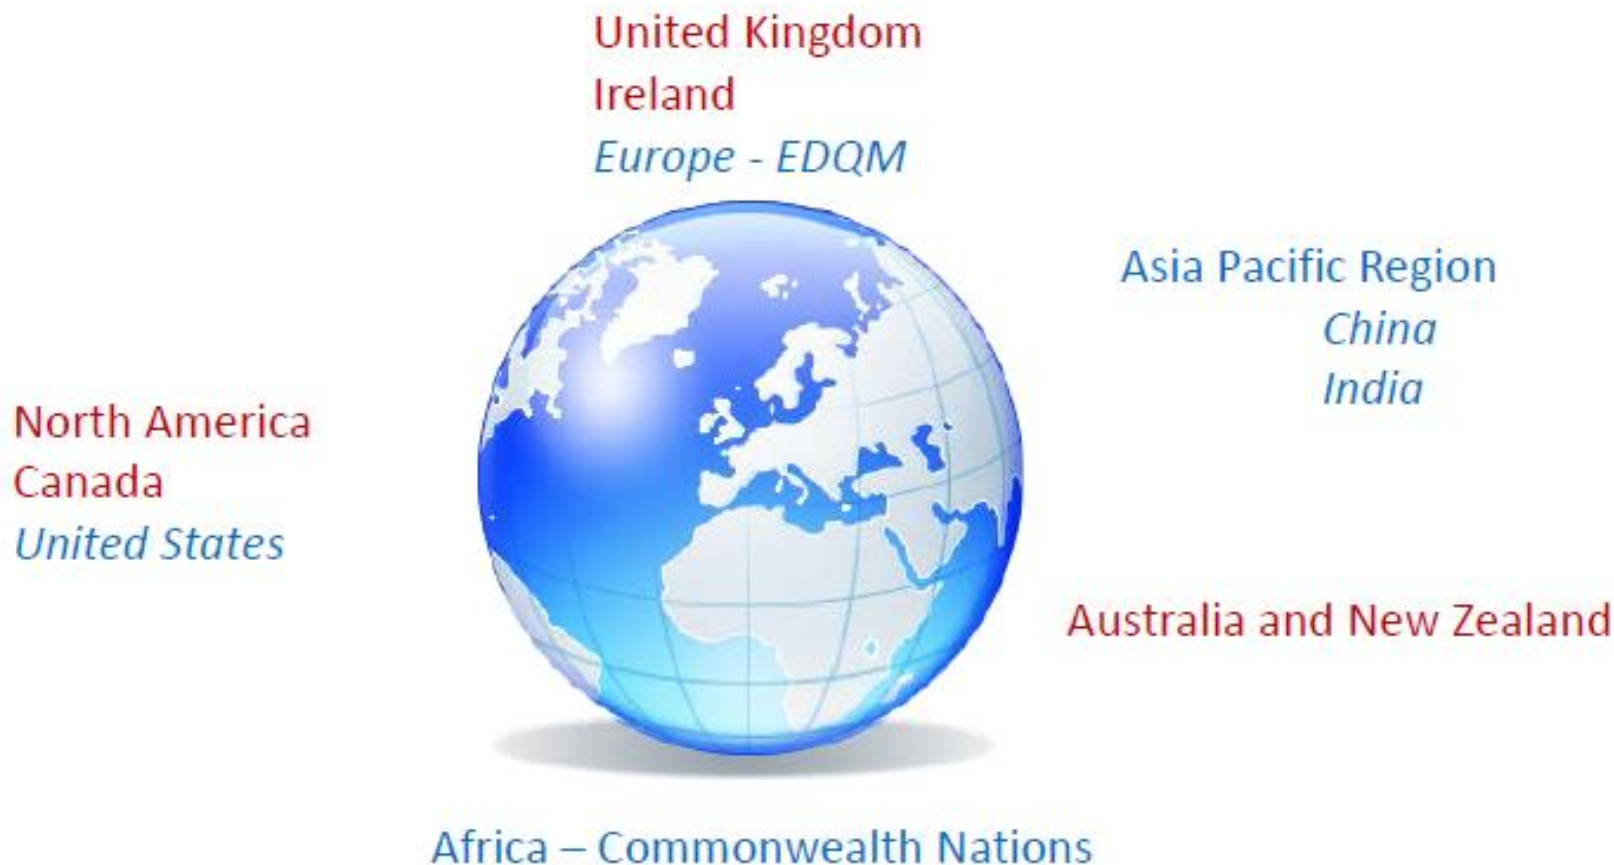 United Kingdom
Ireland
Europe - EDQM
Asia Pacific Region
China
India
North America
Canada
United States
Australia and New Zealand
Africa – Commonwealth Nations